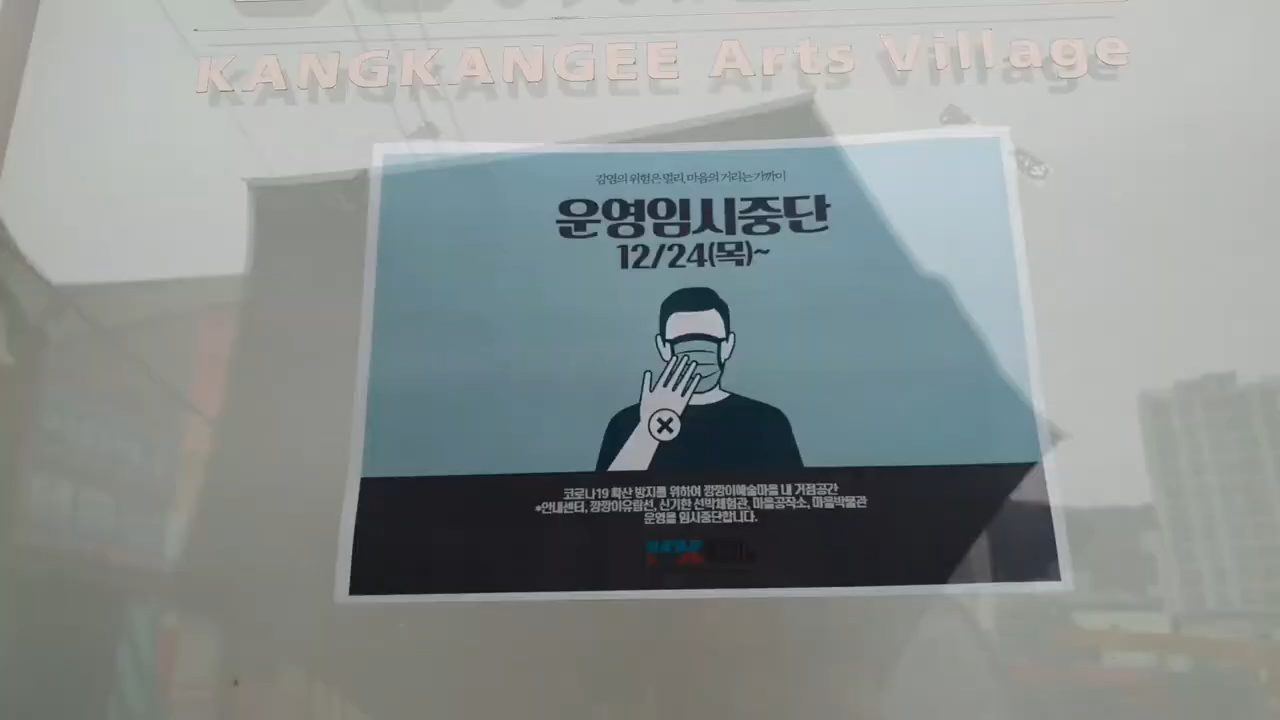 KANGKANGEE Arts Village
감염의 위험은 멀리, 마음의 거리는 가까이
운영임시중단
12/24(목)~
코로나19 확산 방지를 위하여 깡깡이예술마을 내 거점공간
*안내센터, 깡깡이유람선, 신기한 선박체험관, 마을공작소, 마을박물관
운영을 임시중단합니다.